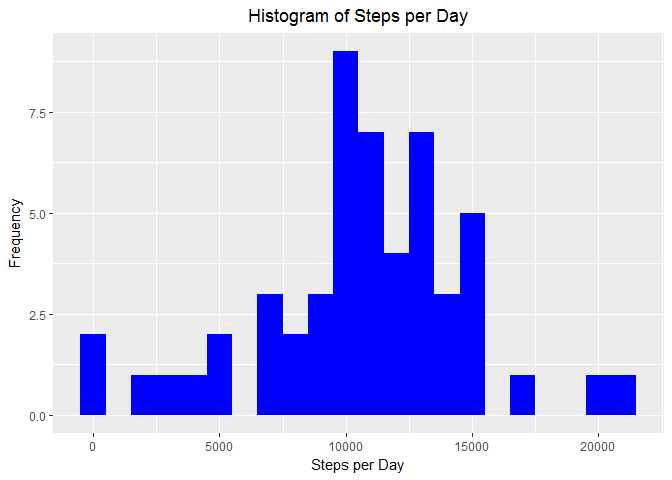 Histogram of Steps per Day
Frequency
7.5
5.0
2.5
0.0
0 5000 10000 15000 20000
Steps per Day